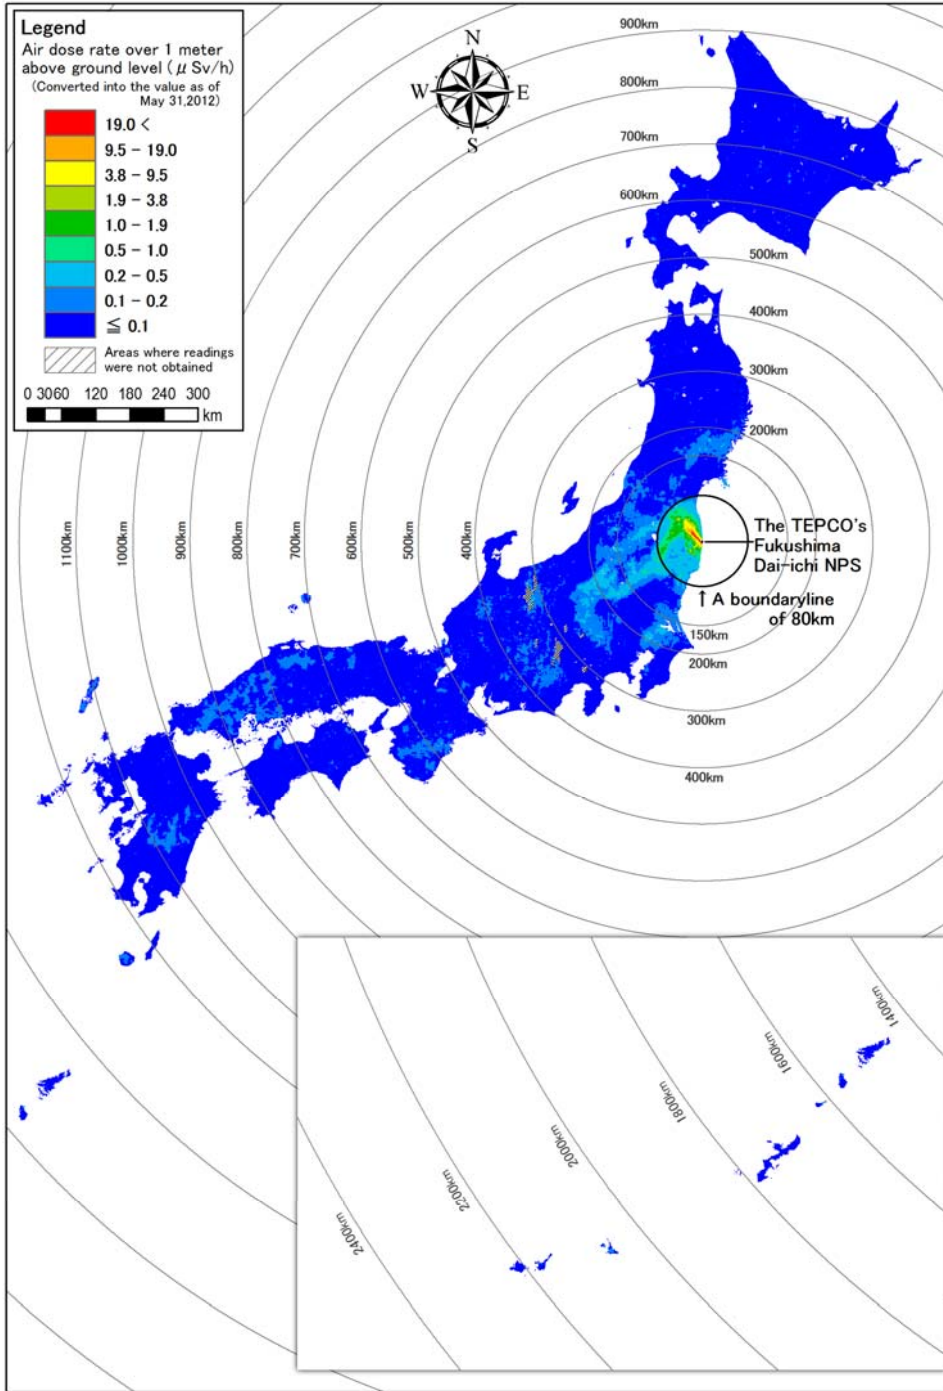 Legend
Air dose rate over 1 meter
above ground level ( μ Sv/h)
(Converted into the value as of
May 31,2012)
19.0 <
9.5 − 19.0
3.8 − 9.5
1.9 − 3.8
1.0 − 1.9
0.5 − 1.0
0.2 − 0.5
0.1 − 0.2
≦ 0.1
Areas where readings
were not obtained
0 3060 120 180 240 300
km
N
W E
S
900km
800km
700km
600km
500km
400km
300km
200km
1100km
1000km
900km
800km
700km
600km
500km
400km
The TEPCO's
Fukushima
Dai-ichi NPS
↑ A boundaryline
of 80km
150km
200km
300km
400km
1400km
1600km
1800km
2000km
2200km
2400km